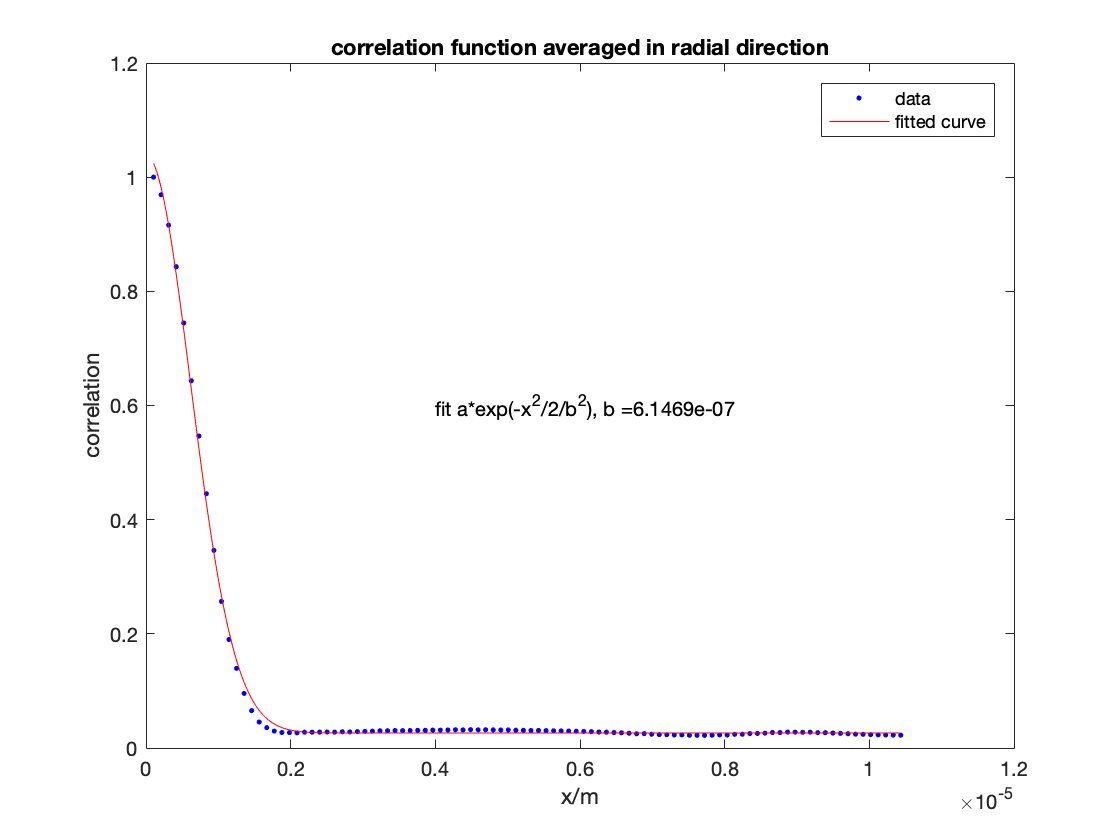 correlation function averaged in radial direction
1.2
1
0.8
0.6
0.4
0.2
0
correlation
data
fitted curve
fit a*exp(-x^2/2/b^2), b =6.1469e-07
0 0.2 0.4 0.6 0.8 1 1.2
x/m
×10^-5